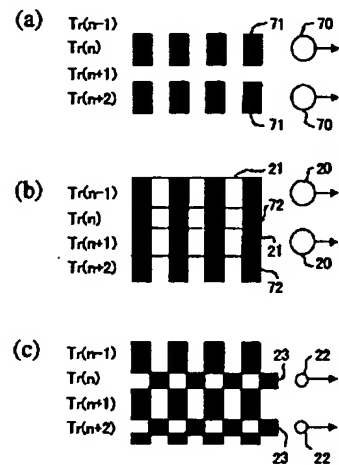 (a)
71 70
Tr(n-1)
Tr(n)
Tr(n+1)
Tr(n+2)
71 70
(b)
21 20
Tr(n-1)
72
Tr(n)
Tr(n+1)
21
Tr(n+2)
72 20
(c)
Tr(n-1)
23 22
Tr(n)
Tr(n+1)
Tr(n+2)
23 22